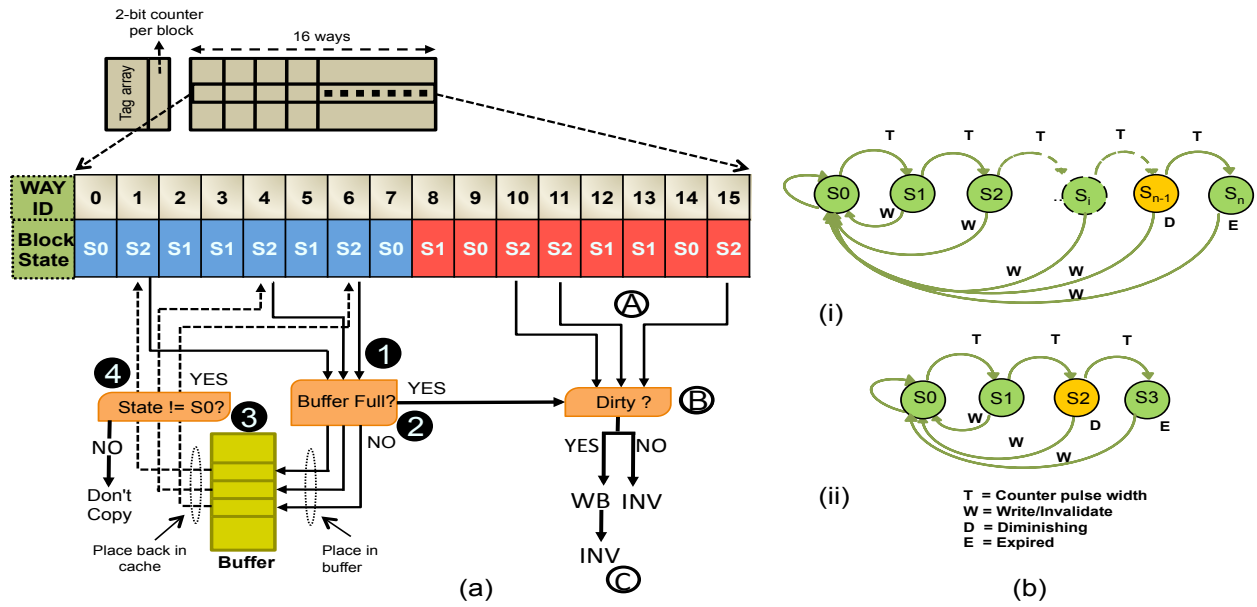 2-bit counter
per block
16 ways
Tag array
WAY ID 0 1 2 3 4 5 6 7 8 9 10 11 12 13 14 15
Block State S0 S2 S1 S1 S2 S1 S2 S0 S1 S0 S2 S2 S1 S1 S0 S2
A
1
4
YES
State != S0?
3
NO
Don't
Copy
Buffer Full?
YES
2
NO
Dirty ?
B
YES NO
WB INV
INV
C
Place back in
cache
Buffer
Place in
buffer
(a)
T T T T T
S0 S1 S2 ... Si Sn-1 Sn
W W D E
W W
W
(i)
T T T
S0 S1 S2 S3
W W D E
W
(ii)
T = Counter pulse width
W = Write/Invalidate
D = Diminishing
E = Expired
(b)